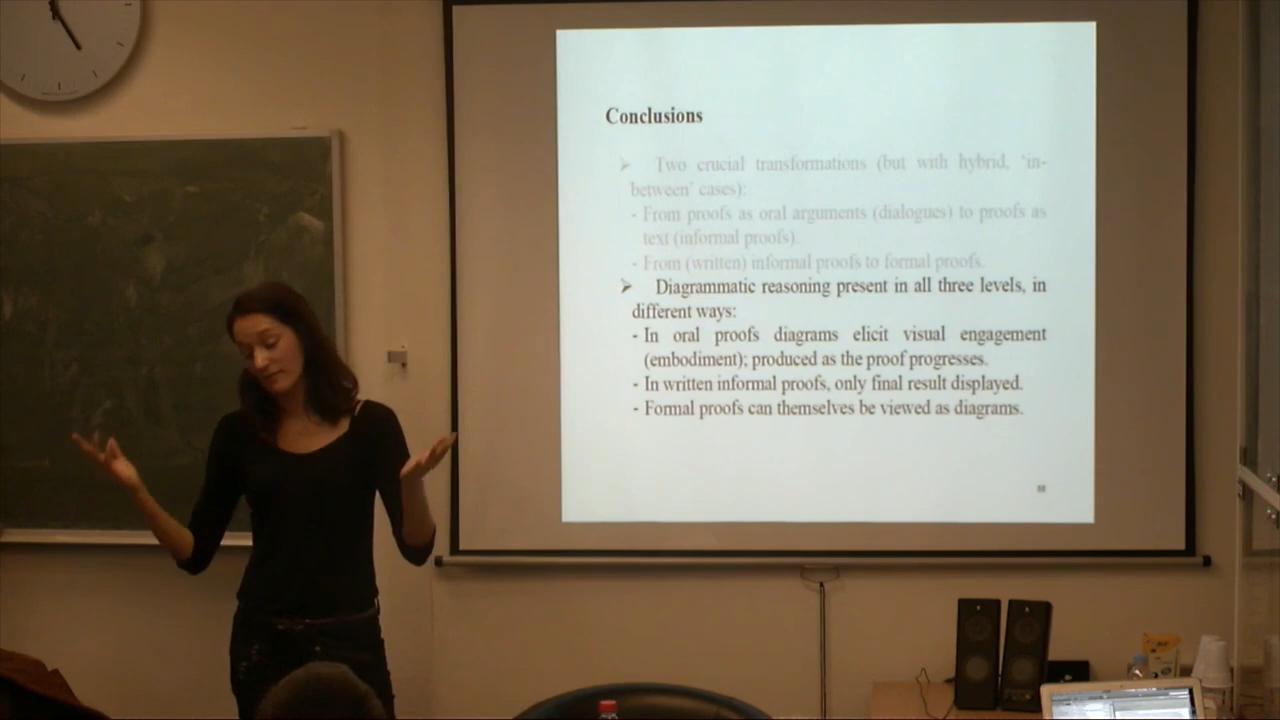 Conclusions
➢ Two crucial transformations (but with hybrid, 'in-
between' cases):
- From proofs as oral arguments (dialogues) to proofs as
text (informal proofs).
- From (written) informal proofs to formal proofs.
➢ Diagrammatic reasoning present in all three levels, in
different ways:
- In oral proofs diagrams elicit visual engagement
(embodiment); produced as the proof progresses.
- In written informal proofs, only final result displayed.
- Formal proofs can themselves be viewed as diagrams.